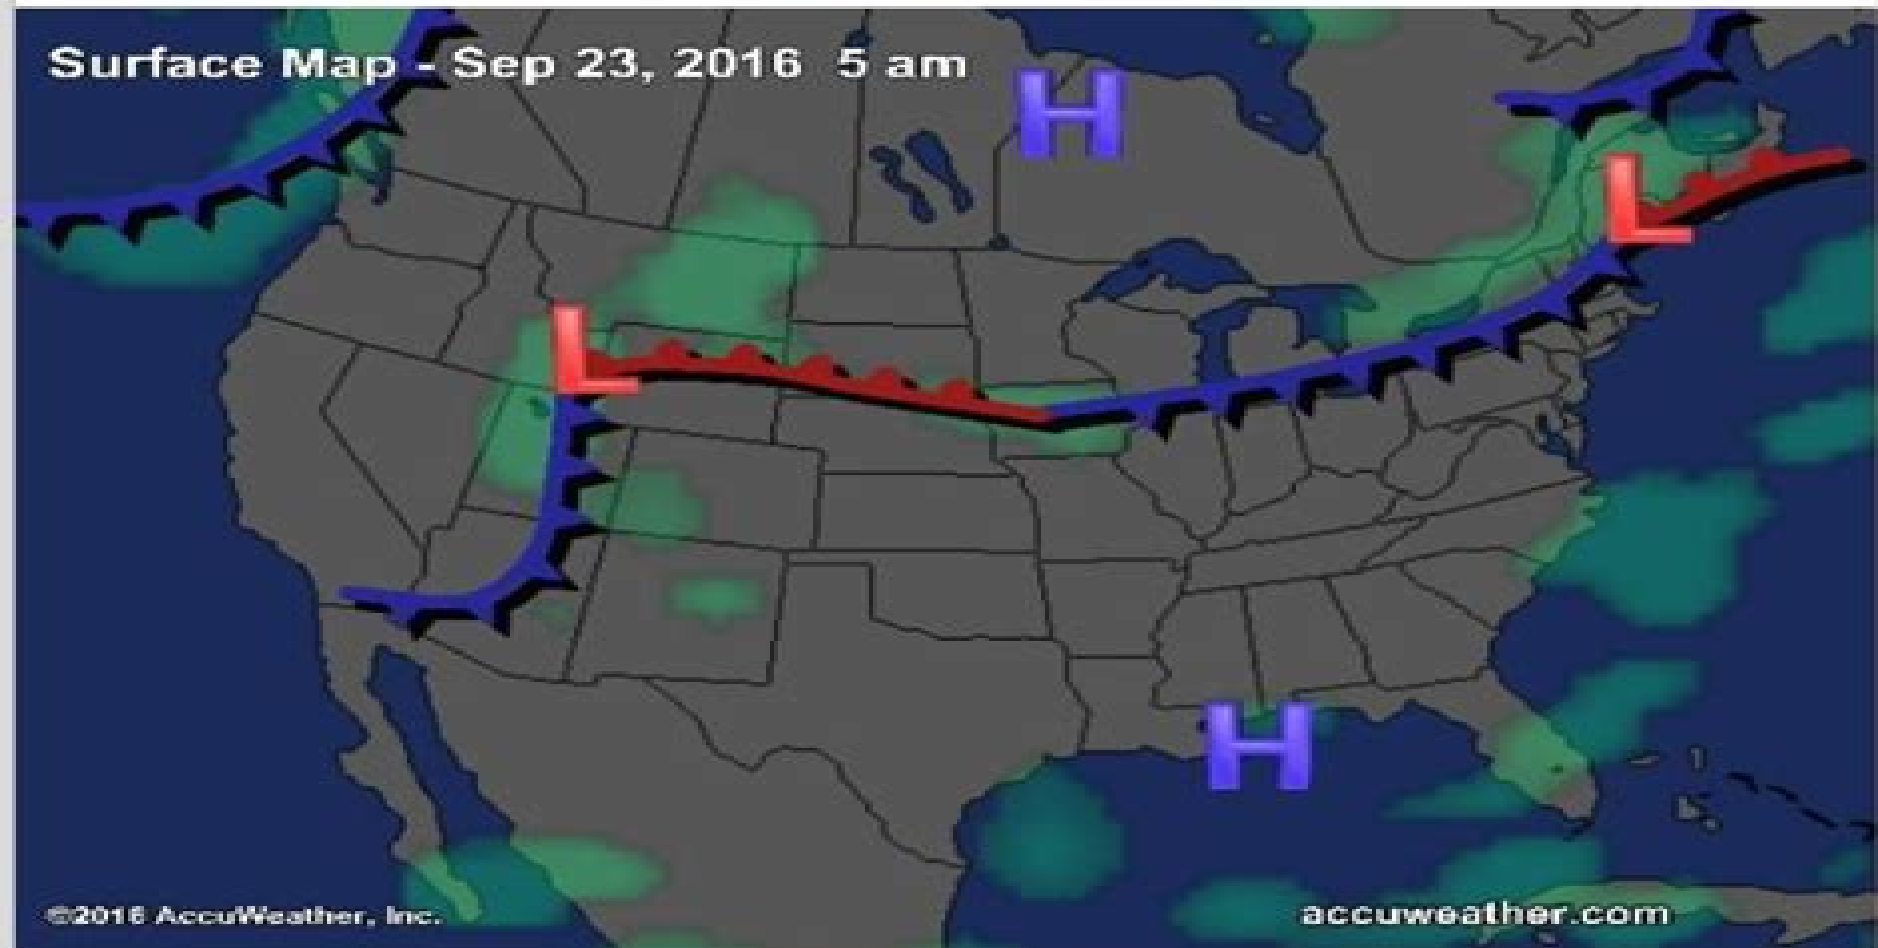 Surface Map - Sep 23, 2016 5 am
H
L
L
H
©2016 AccuWeather, Inc.
accuweather.com